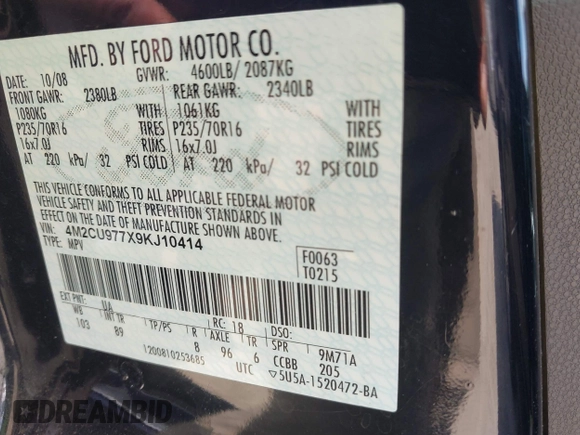 MFD. BY FORD MOTOR CO.
DATE: 10/08 GVWR: 4600LB/ 2087KG
FRONT GAWR: 2380LB REAR GAWR: 2340LB
1080KG WITH 1061KG WITH
P235/70R16 TIRES P235/70R16 TIRES
16x7.0J RIMS 16x7.0J RIMS
AT 220 kPa/ 32 PSI COLD AT 220 kPa/ 32 PSI COLD
THIS VEHICLE CONFORMS TO ALL APPLICABLE FEDERAL MOTOR
VEHICLE SAFETY AND THEFT PREVENTION STANDARDS IN
EFFECT ON THE DATE OF MANUFACTURE SHOWN ABOVE.
VIN: 4M2CU977X9KJ10414
TYPE: MPV
F0063
T0215
EXT PNT: UA RC: 18 DSO:
WB INT TR TP/PS R AXLE TR SPR 9M71A
103 89 8 96 6 CCBB 205
1200810253685 UTC ▽5U5A-1520472-BA
DREAMBID